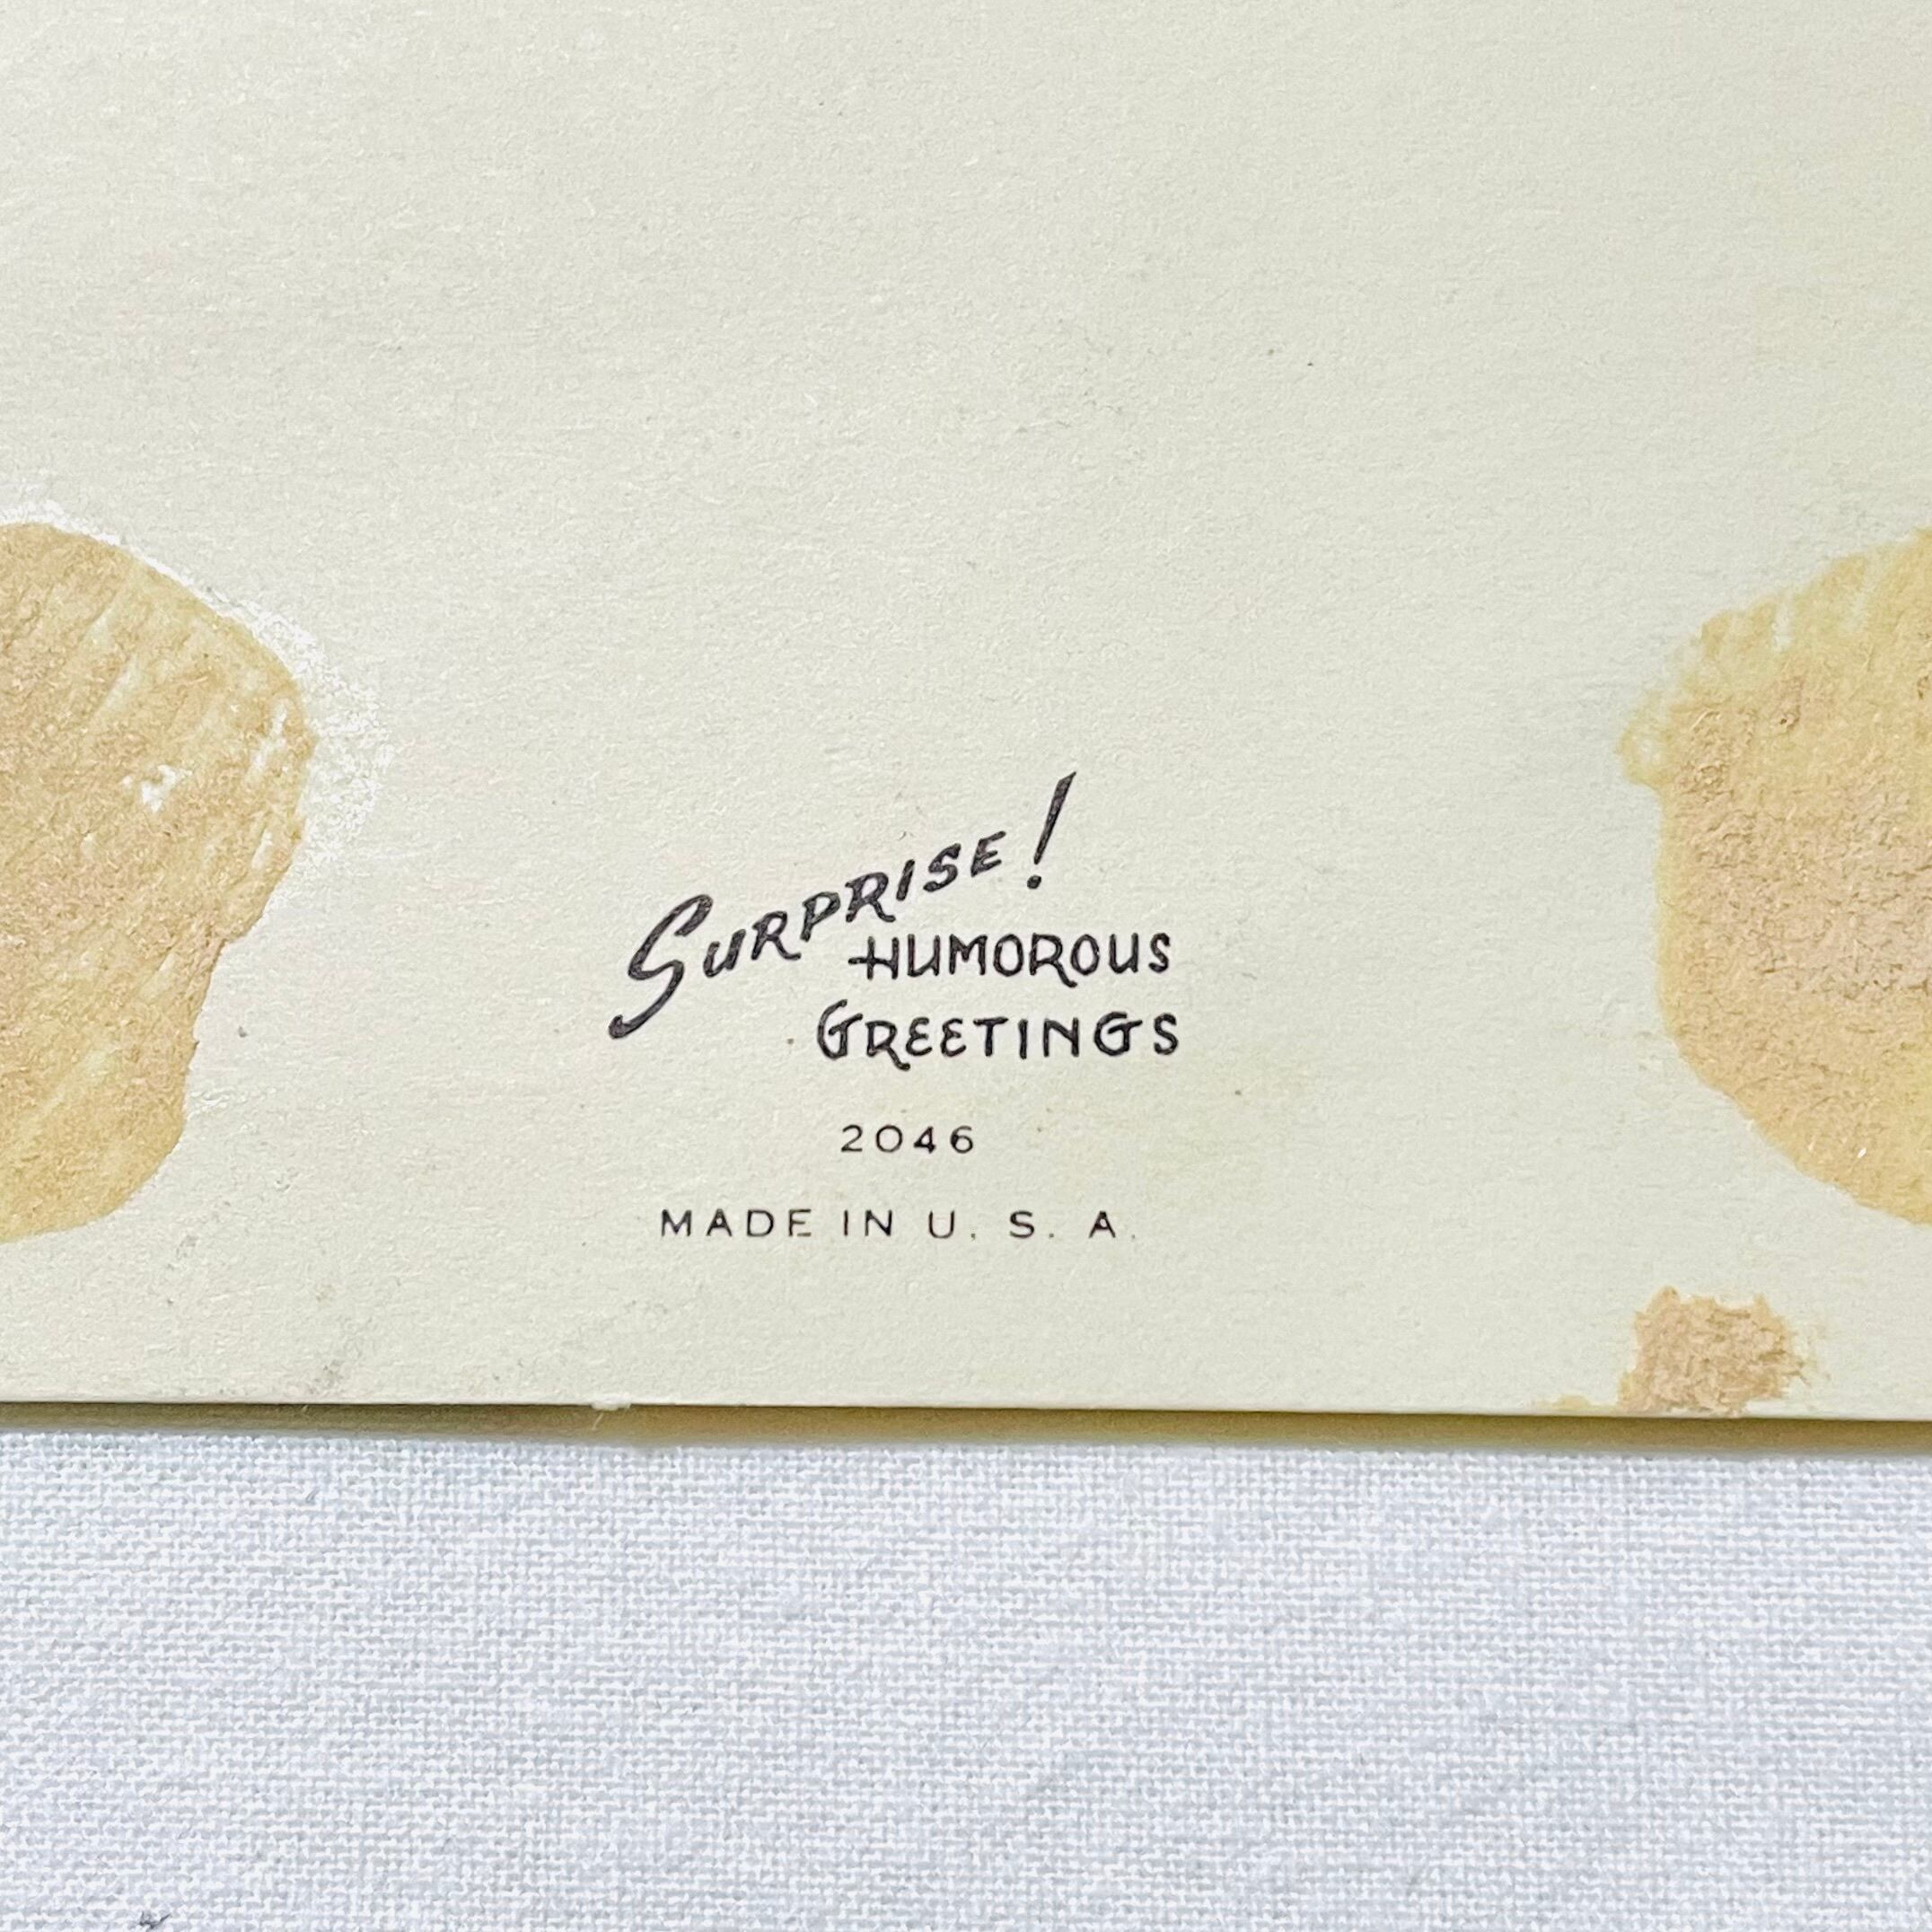 SURPRISE!
HUMOROUS
GREETINGS
2046
MADE IN U. S. A.